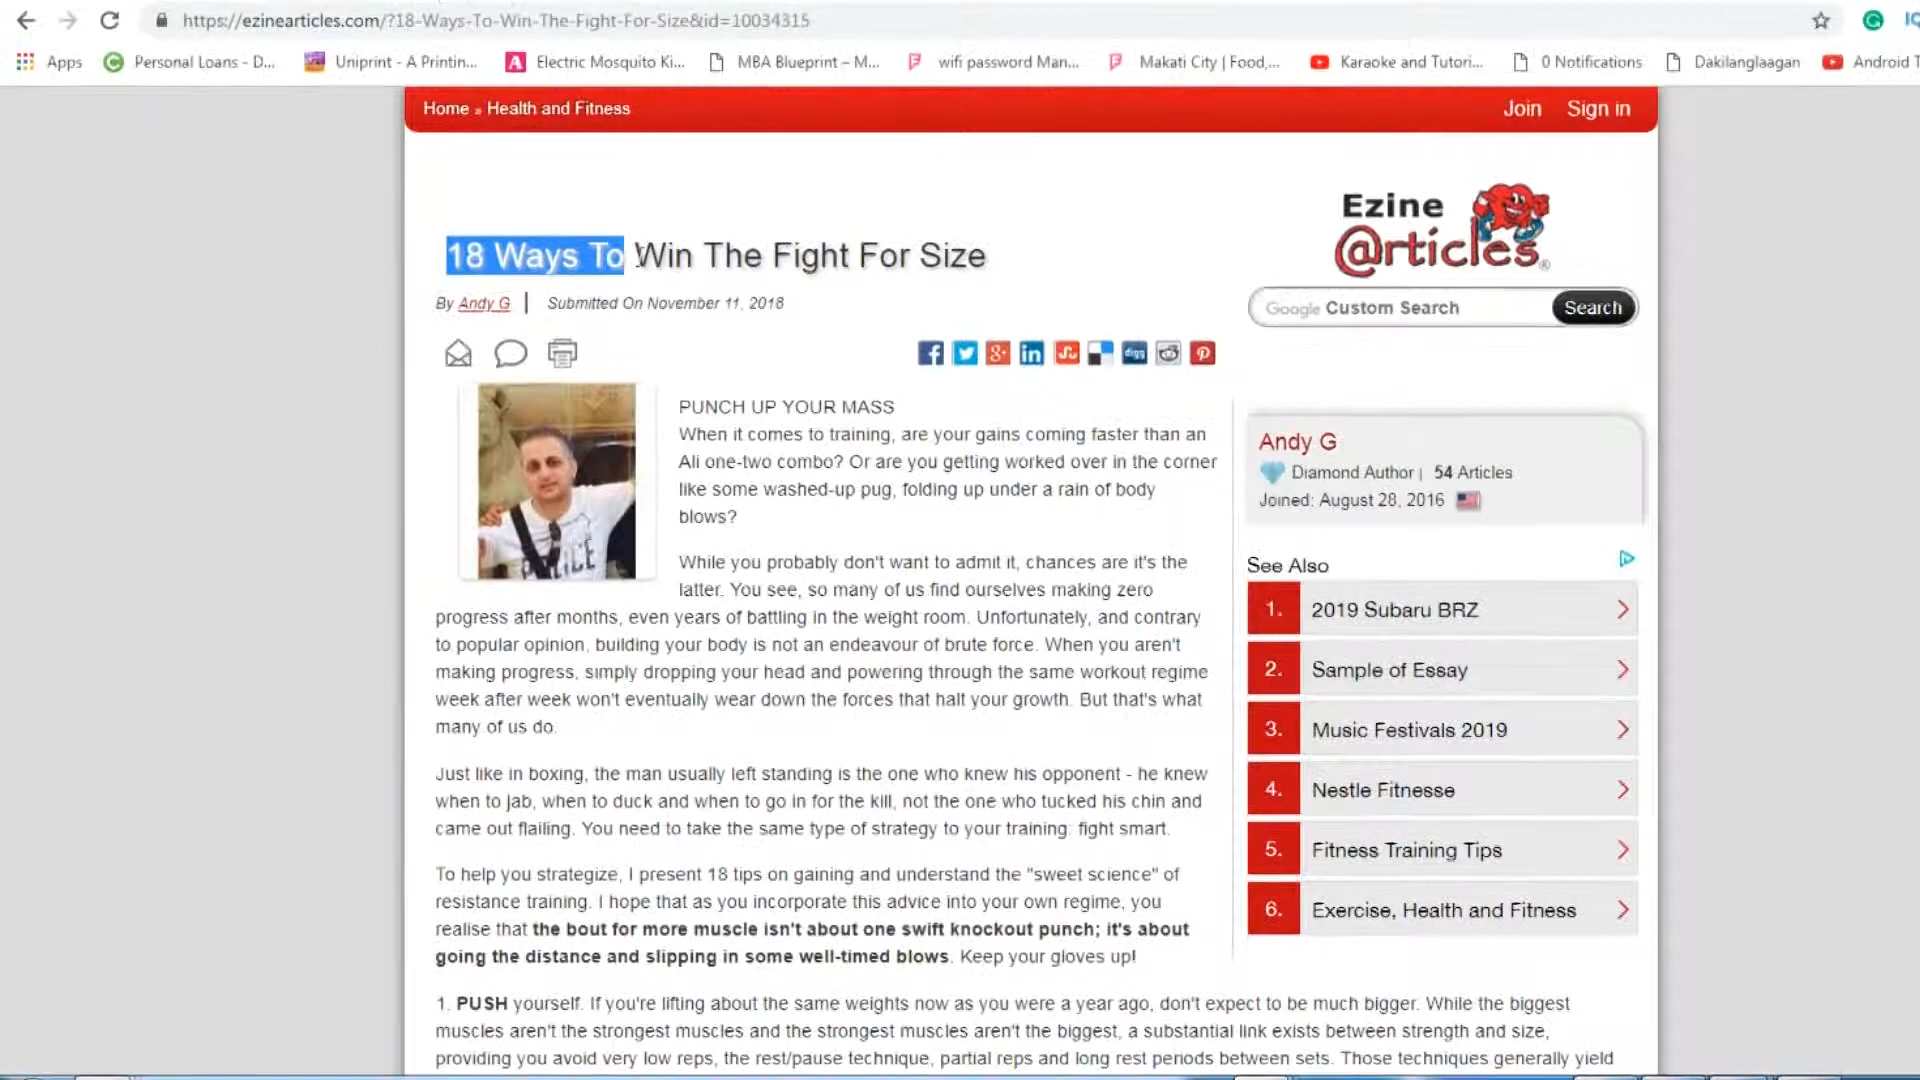 https://ezinearticles.com/?18-Ways-To-Win-The-Fight-For-Size&id=10034315
Apps
Personal Loans - D...
Uniprint - A Printin...
Electric Mosquito Ki...
MBA Blueprint – M...
wifi password Man...
Makati City | Food,...
Karaoke and Tutori...
0 Notifications
Dakilanglaagan
Android T
Home » Health and Fitness
Join
Sign in
Ezine
@rticles
18 Ways To Win The Fight For Size
By Andy G | Submitted On November 11, 2018
Google Custom Search
Search
PUNCH UP YOUR MASS
When it comes to training, are your gains coming faster than an
Ali one-two combo? Or are you getting worked over in the corner
like some washed-up pug, folding up under a rain of body
blows?
While you probably don't want to admit it, chances are it's the
latter. You see, so many of us find ourselves making zero
progress after months, even years of battling in the weight room. Unfortunately, and contrary
to popular opinion, building your body is not an endeavour of brute force. When you aren't
making progress, simply dropping your head and powering through the same workout regime
week after week won't eventually wear down the forces that halt your growth. But that's what
many of us do.
Just like in boxing, the man usually left standing is the one who knew his opponent - he knew
when to jab, when to duck and when to go in for the kill, not the one who tucked his chin and
came out flailing. You need to take the same type of strategy to your training: fight smart.
To help you strategize, I present 18 tips on gaining and understand the "sweet science" of
resistance training. I hope that as you incorporate this advice into your own regime, you
realise that the bout for more muscle isn't about one swift knockout punch; it's about
going the distance and slipping in some well-timed blows. Keep your gloves up!
1. PUSH yourself. If you're lifting about the same weights now as you were a year ago, don't expect to be much bigger. While the biggest
muscles aren't the strongest muscles and the strongest muscles aren't the biggest, a substantial link exists between strength and size,
providing you avoid very low reps, the rest/pause technique, partial reps and long rest periods between sets. Those techniques generally yield
Andy G
Diamond Author | 54 Articles
Joined: August 28, 2016
See Also
1. 2019 Subaru BRZ
2. Sample of Essay
3. Music Festivals 2019
4. Nestle Fitnesse
5. Fitness Training Tips
6. Exercise, Health and Fitness